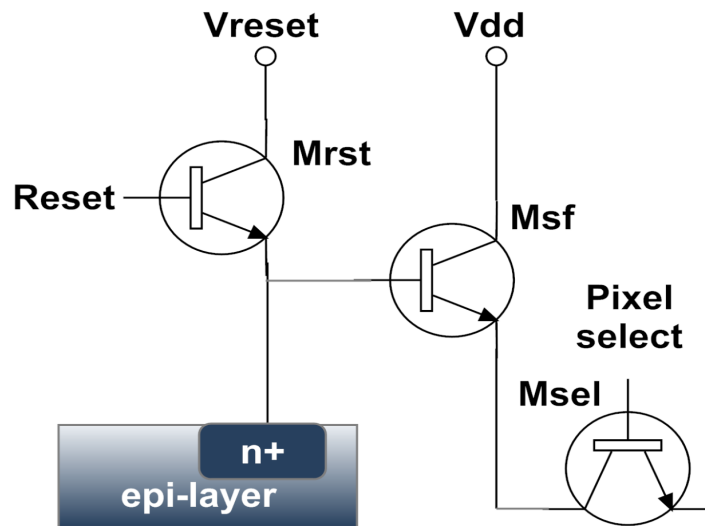 Vreset
Vdd
Mrst
Reset
Msf
Pixel
select
Msel
n+
epi-layer